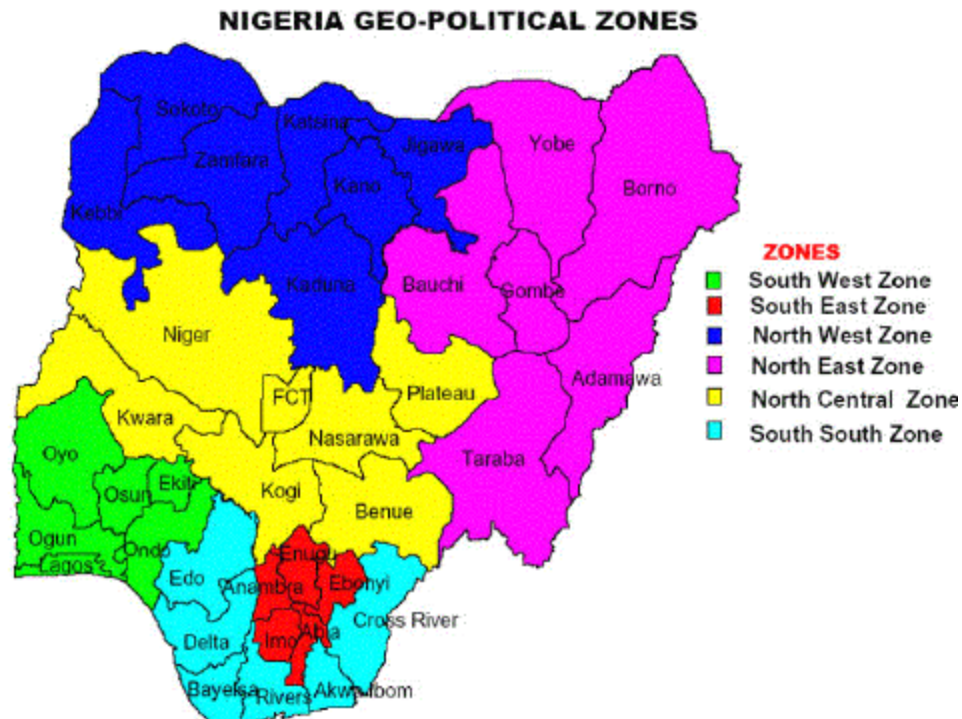 NIGERIA GEO-POLITICAL ZONES
Sokoto
Katsina
Zamfara
Jigawa
Yobe
Kano
Borno
Kebbi
Kaduna
Bauchi
Gombe
Niger
Adamawa
FCT
Plateau
Kwara
Nasarawa
Oyo
Taraba
Osun
Ekiti
Kogi
Benue
Ogun
Ondo
Lagos
Enugu
Edo
Anambra
Ebonyi
Cross River
Delta
Imo
Abia
Bayelsa
Rivers
Akwa Ibom
ZONES
South West Zone
South East Zone
North West Zone
North East Zone
North Central Zone
South South Zone